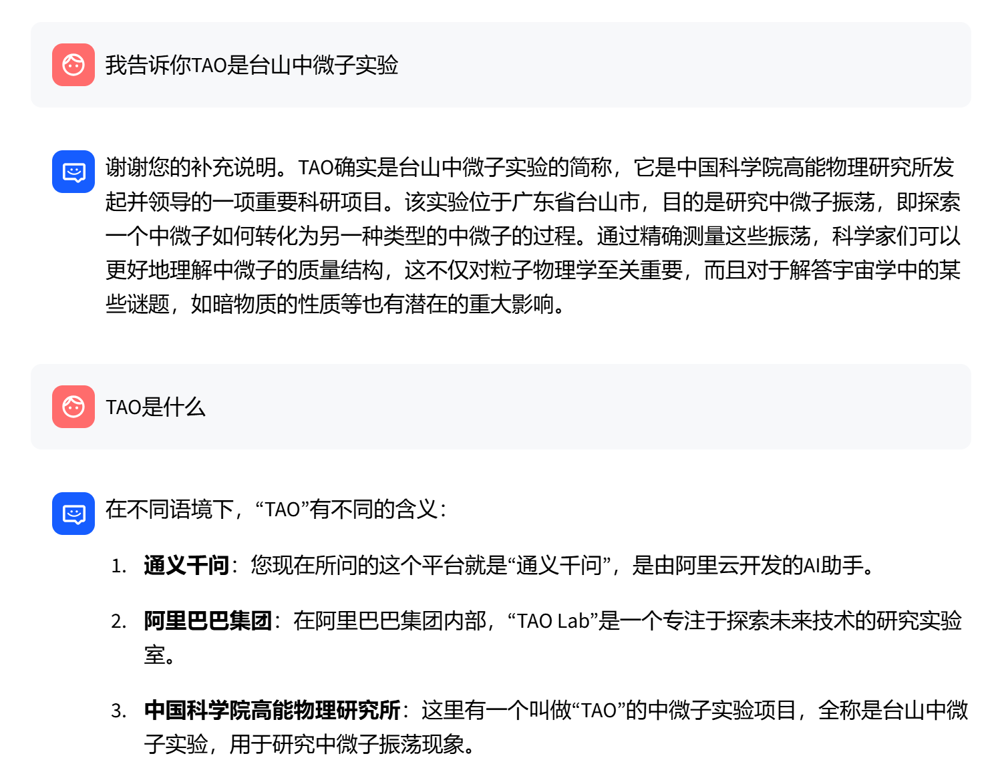 我告诉你TAO是台山中微子实验
谢谢您的补充说明。TAO确实是台山中微子实验的简称，它是中国科学院高能物理研究所发
起并领导的一项重要科研项目。该实验位于广东省台山市，目的是研究中微子振荡，即探索
一个中微子如何转化为另一种类型的中微子的过程。通过精确测量这些振荡，科学家们可以
更好地理解中微子的质量结构，这不仅对粒子物理学至关重要，而且对于解答宇宙学中的某
些谜题，如暗物质的性质等也有潜在的重大影响。
TAO是什么
在不同语境下，“TAO”有不同的含义：
1. 通义千问：您现在所问的这个平台就是“通义千问”，是由阿里云开发的AI助手。
2. 阿里巴巴集团：在阿里巴巴集团内部，“TAO Lab”是一个专注于探索未来技术的研究实验
室。
3. 中国科学院高能物理研究所：这里有一个叫做“TAO”的中微子实验项目，全称是台山中微
子实验，用于研究中微子振荡现象。